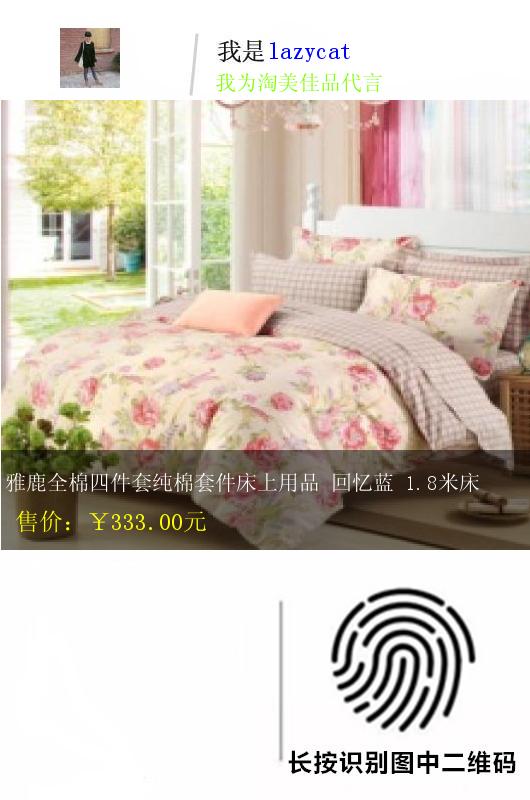 我是lazycat
我为淘美佳品代言
雅鹿全棉四件套纯棉套件床上用品 回忆蓝 1.8米床
售价：￥333.00元
长按识别图中二维码